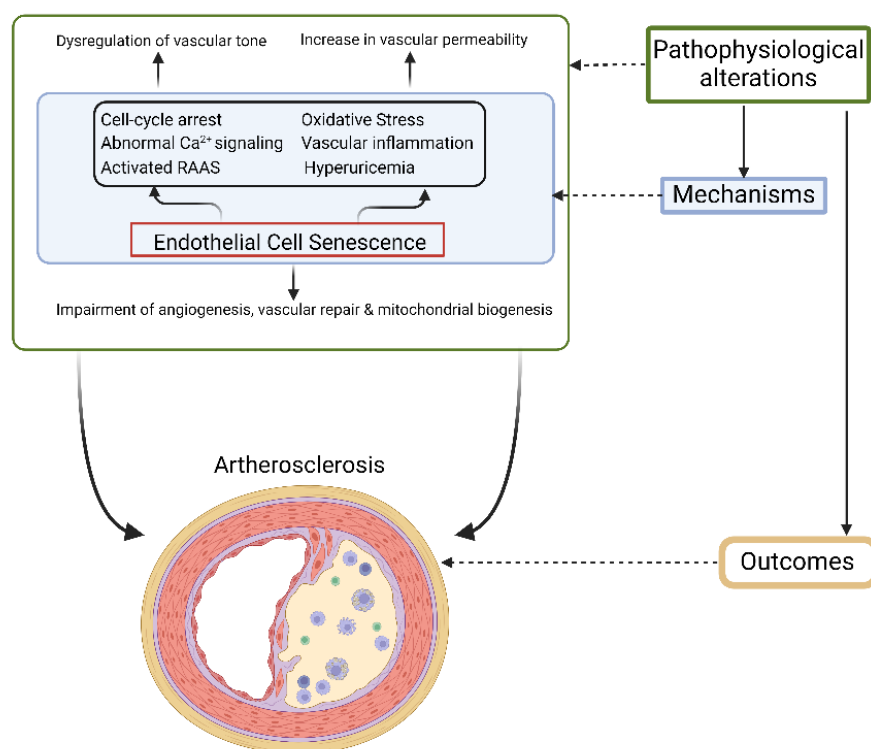 Dysregulation of vascular tone
Increase in vascular permeability
Pathophysiological
alterations
Cell-cycle arrest
Oxidative Stress
Abnormal Ca²⁺ signaling
Vascular inflammation
Activated RAAS
Hyperuricemia
Mechanisms
Endothelial Cell Senescence
Impairment of angiogenesis, vascular repair & mitochondrial biogenesis
Artherosclerosis
Outcomes